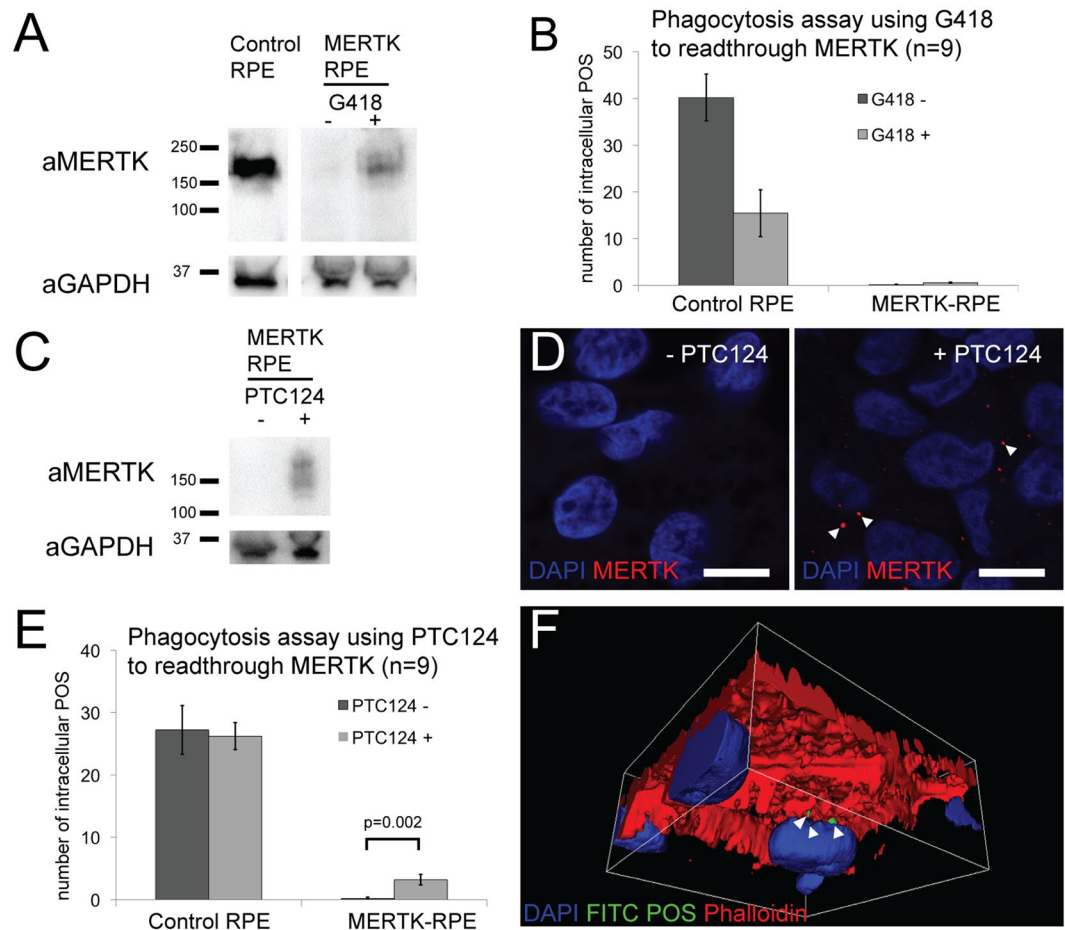 A
Control
RPE
MERTK
RPE
G418
- +
aMERTK
250
150
100
aGAPDH
37
B
Phagocytosis assay using G418
to readthrough MERTK (n=9)
number of intracellular POS
50
40
30
20
10
0
G418 -
G418 +
Control RPE
MERTK-RPE
C
MERTK
RPE
PTC124
- +
aMERTK
150
100
aGAPDH
37
D
- PTC124
+ PTC124
DAPI MERTK
DAPI MERTK
E
Phagocytosis assay using PTC124
to readthrough MERTK (n=9)
number of intracellular POS
40
30
20
10
0
PTC124 -
PTC124 +
p=0.002
Control RPE
MERTK-RPE
F
DAPI FITC POS Phalloidin